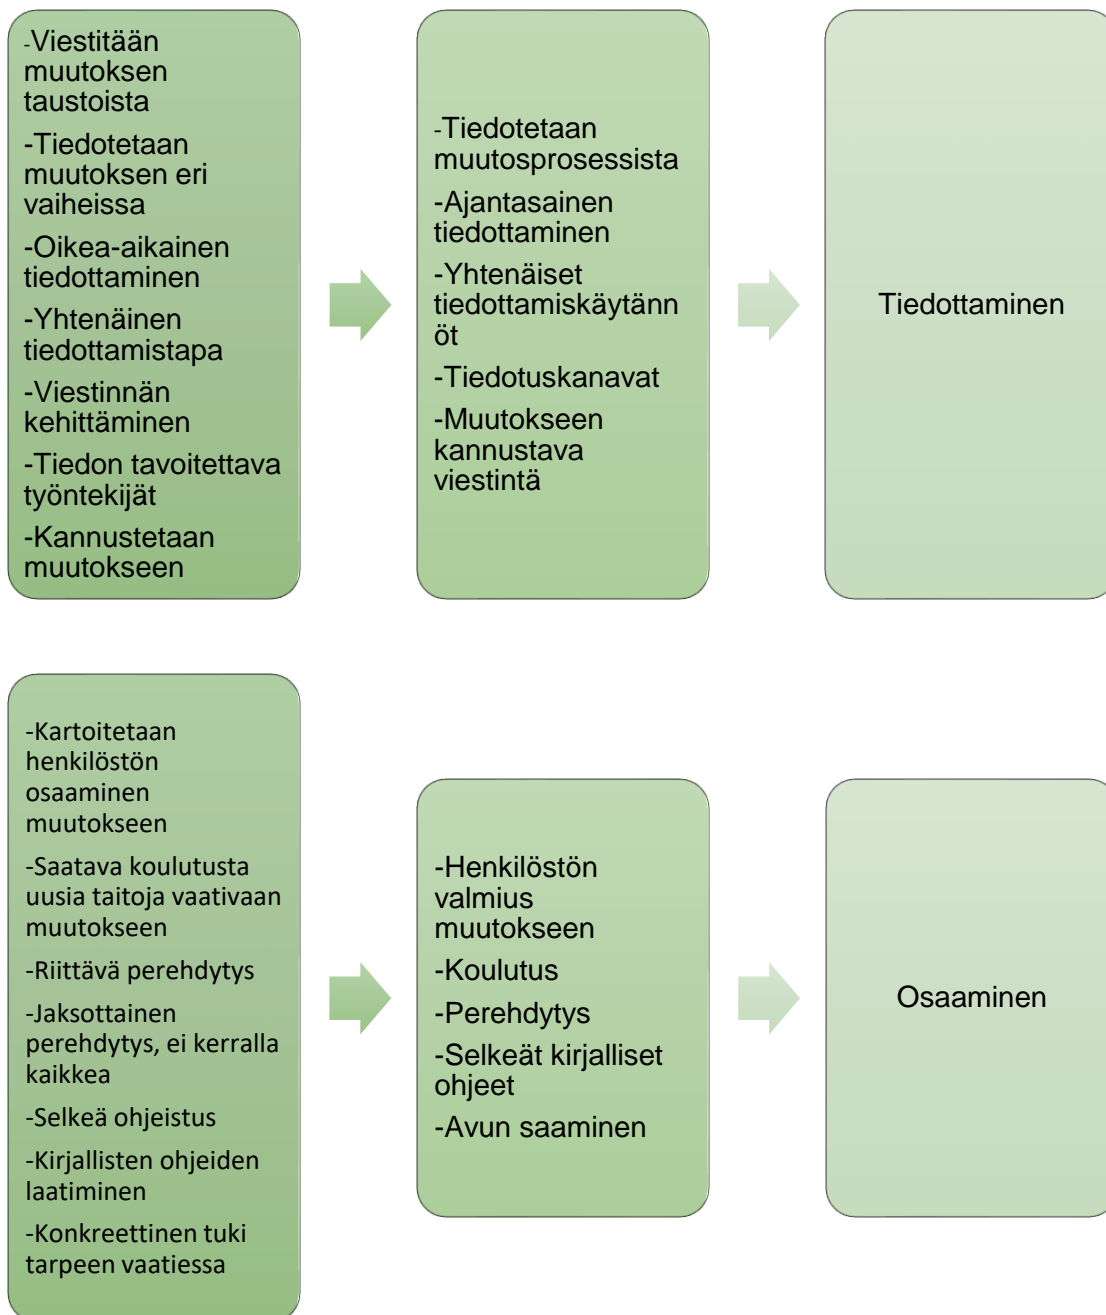 -Viestitään
muutoksen
taustoista
-Tiedotetaan
muutoksen eri
vaiheissa
-Oikea-aikainen
tiedottaminen
-Yhtenäinen
tiedottamistapa
-Viestinnän
kehittäminen
-Tiedon tavoitettava
työntekijät
-Kannustetaan
muutokseen
-Tiedotetaan
muutosprosessista
-Ajantasainen
tiedottaminen
-Yhtenäiset
tiedottamiskäytänn
öt
-Tiedotuskanavat
-Muutokseen
kannustava
viestintä
Tiedottaminen
-Kartoitetaan
henkilöstön
osaaminen
muutokseen
-Saatava koulutusta
uusia taitoja vaativaan
muutokseen
-Riittävä perehdytys
-Jaksottainen
perehdytys, ei kerralla
kaikkea
-Selkeä ohjeistus
-Kirjallisten ohjeiden
laatiminen
-Konkreettinen tuki
tarpeen vaatiessa
-Henkilöstön
valmius
muutokseen
-Koulutus
-Perehdytys
-Selkeät kirjalliset
ohjeet
-Avun saaminen
Osaaminen